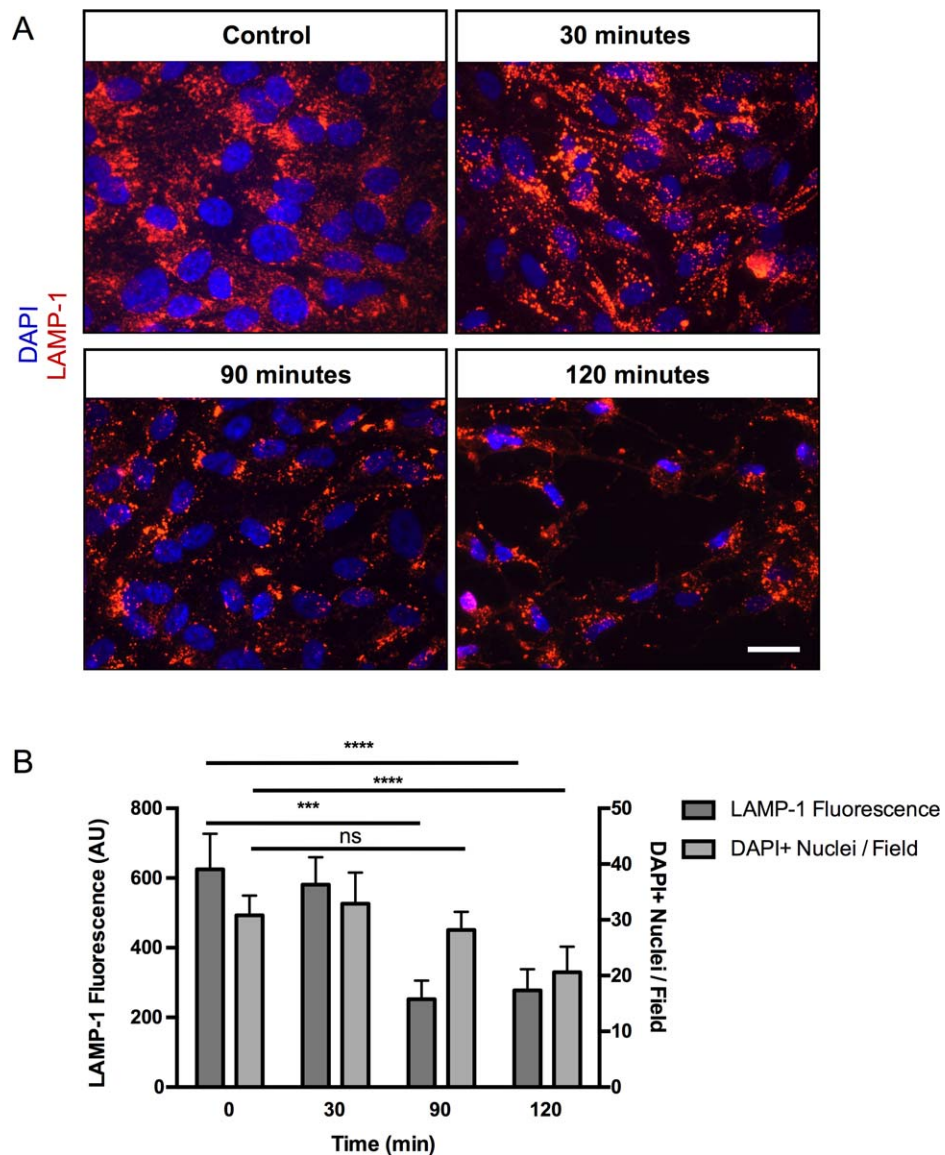 A
Control
30 minutes
DAPI
LAMP-1
90 minutes
120 minutes
B
****
****
***
ns
800
600
400
200
0
LAMP-1 Fluorescence (AU)
50
40
30
20
10
0
DAPI+ Nuclei / Field
0 30 90 120
Time (min)
LAMP-1 Fluorescence
DAPI+ Nuclei / Field